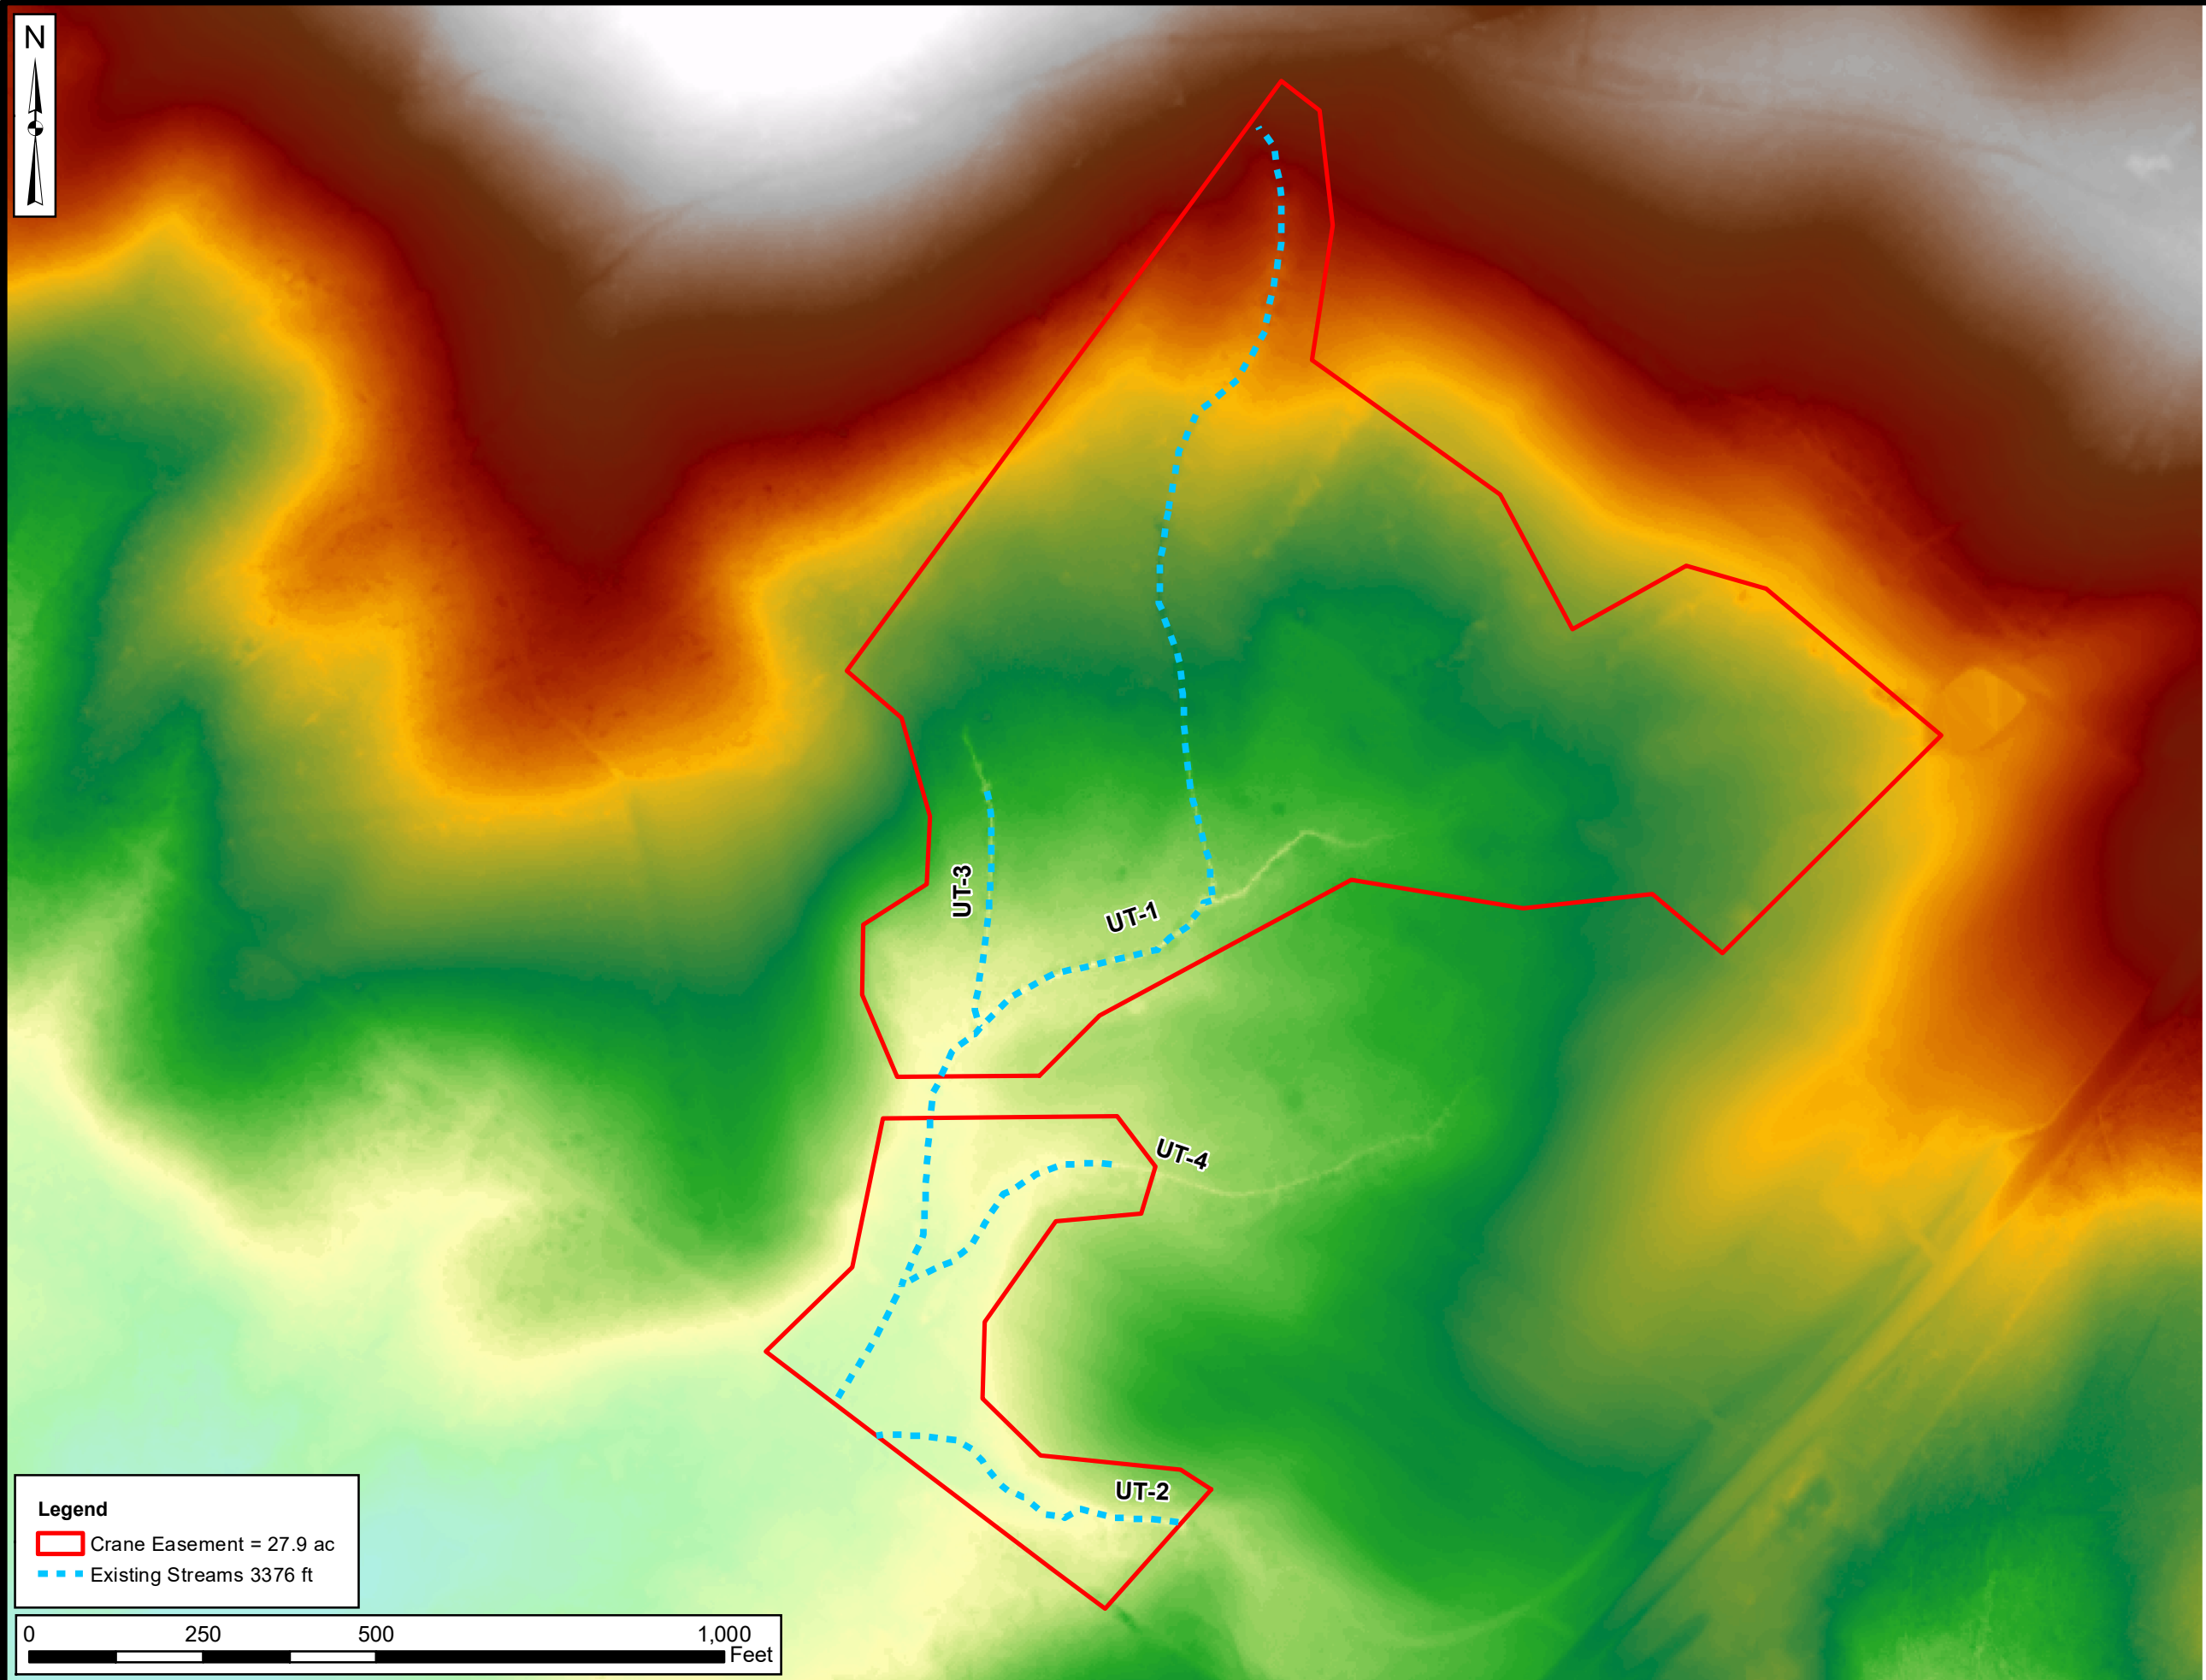 N
UT-3
UT-1
UT-4
UT-2
Legend
Crane Easement = 27.9 ac
Existing Streams 3376 ft
0 250 500 1,000
Feet